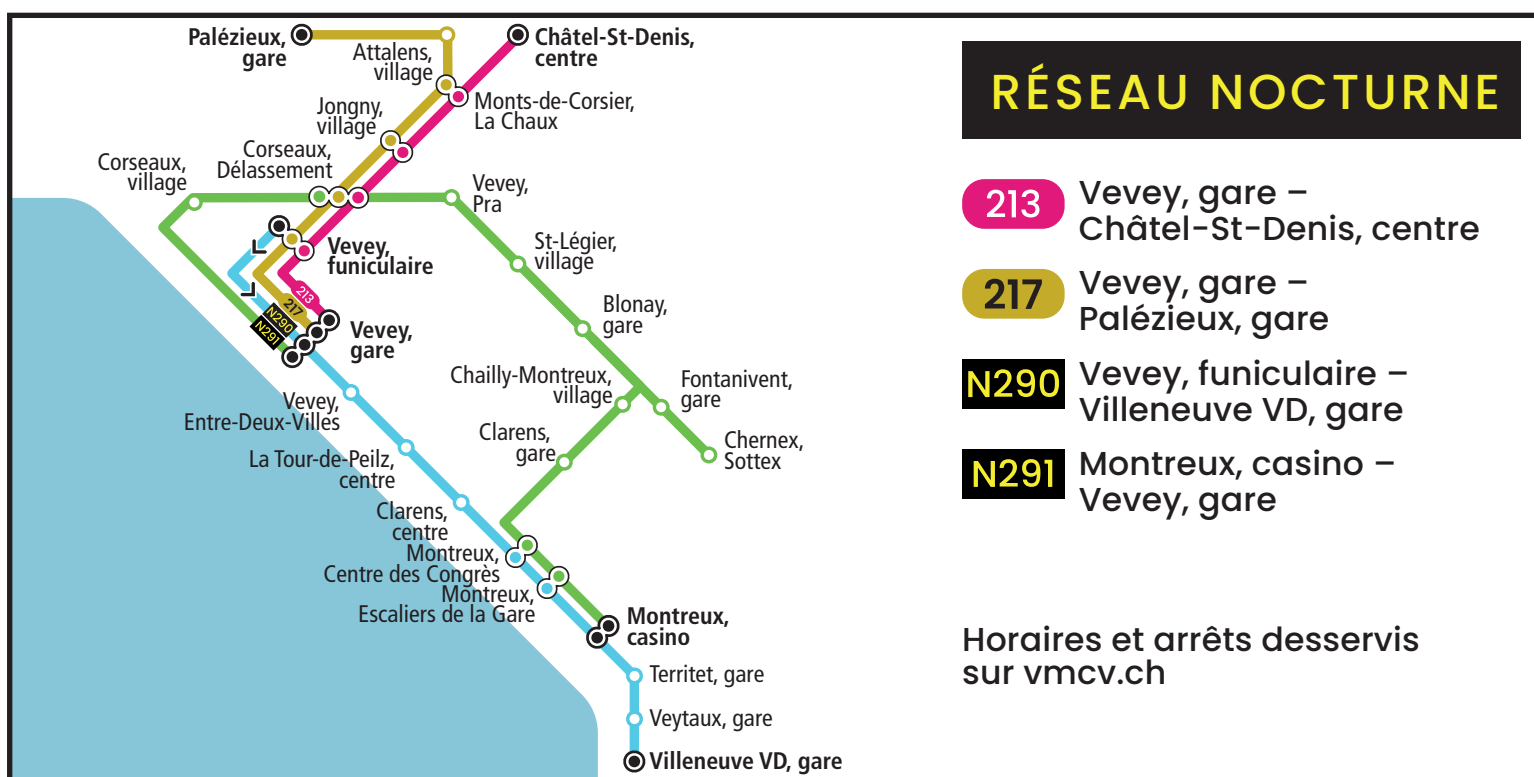 Palézieux,
gare
Attalens,
village
Châtel-St-Denis,
centre
Monts-de-Corsier,
La Chaux
Jongny,
village
Corseaux,
Délassement
Corseaux,
village
Vevey,
Pra
Vevey,
funiculaire
St-Légier,
village
213
217
N290
N291
Vevey,
gare
Blonay,
gare
Vevey,
Entre-Deux-Villes
Chailly-Montreux,
village
Fontanivent,
gare
La Tour-de-Peilz,
centre
Clarens,
gare
Chernex,
Sottex
Clarens,
centre
Montreux,
Centre des Congrès
Montreux,
Escaliers de la Gare
Montreux,
casino
Territet, gare
Veytaux, gare
Villeneuve VD, gare
RÉSEAU NOCTURNE
213 Vevey, gare –
Châtel-St-Denis, centre
217 Vevey, gare –
Palézieux, gare
N290 Vevey, funiculaire –
Villeneuve VD, gare
N291 Montreux, casino –
Vevey, gare
Horaires et arrêts desservis
sur vmcv.ch